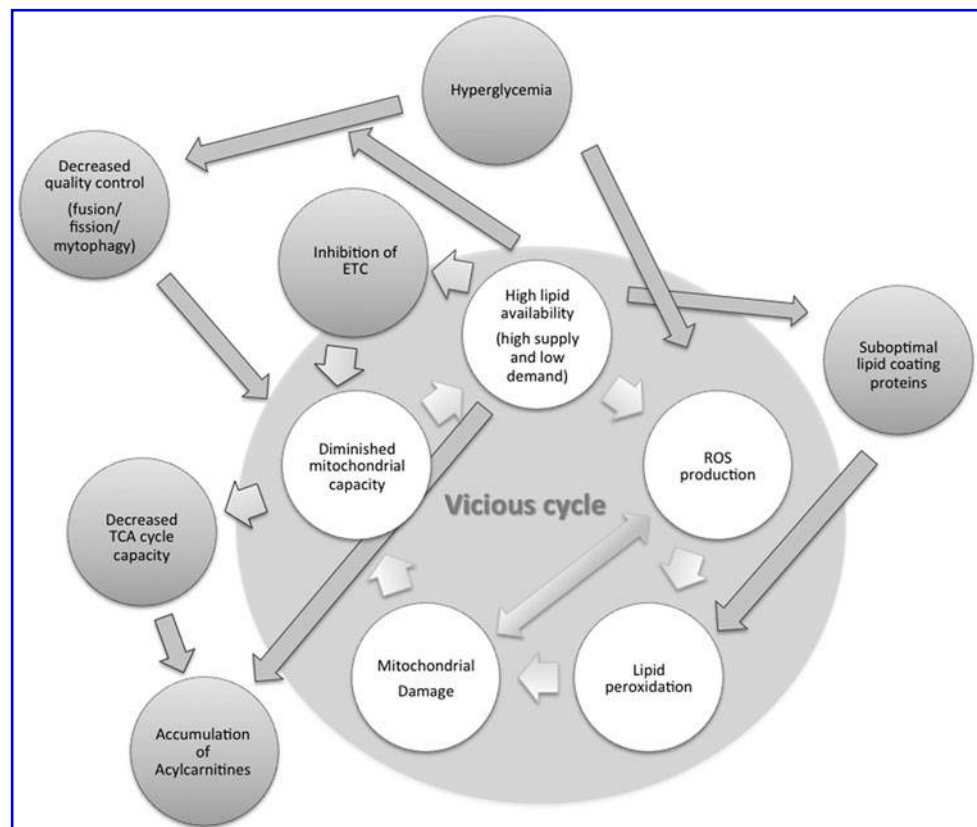 Hyperglycemia
Decreased
quality control
(fusion/
fission/
mytophagy)
Inhibition of
ETC
High lipid
availability
(high supply
and low
demand)
Suboptimal
lipid coating
proteins
Diminished
mitochondrial
capacity
ROS
production
Vicious cycle
Decreased
TCA cycle
capacity
Mitochondrial
Damage
Lipid
peroxidation
Accumulation
of
Acylcarnitines